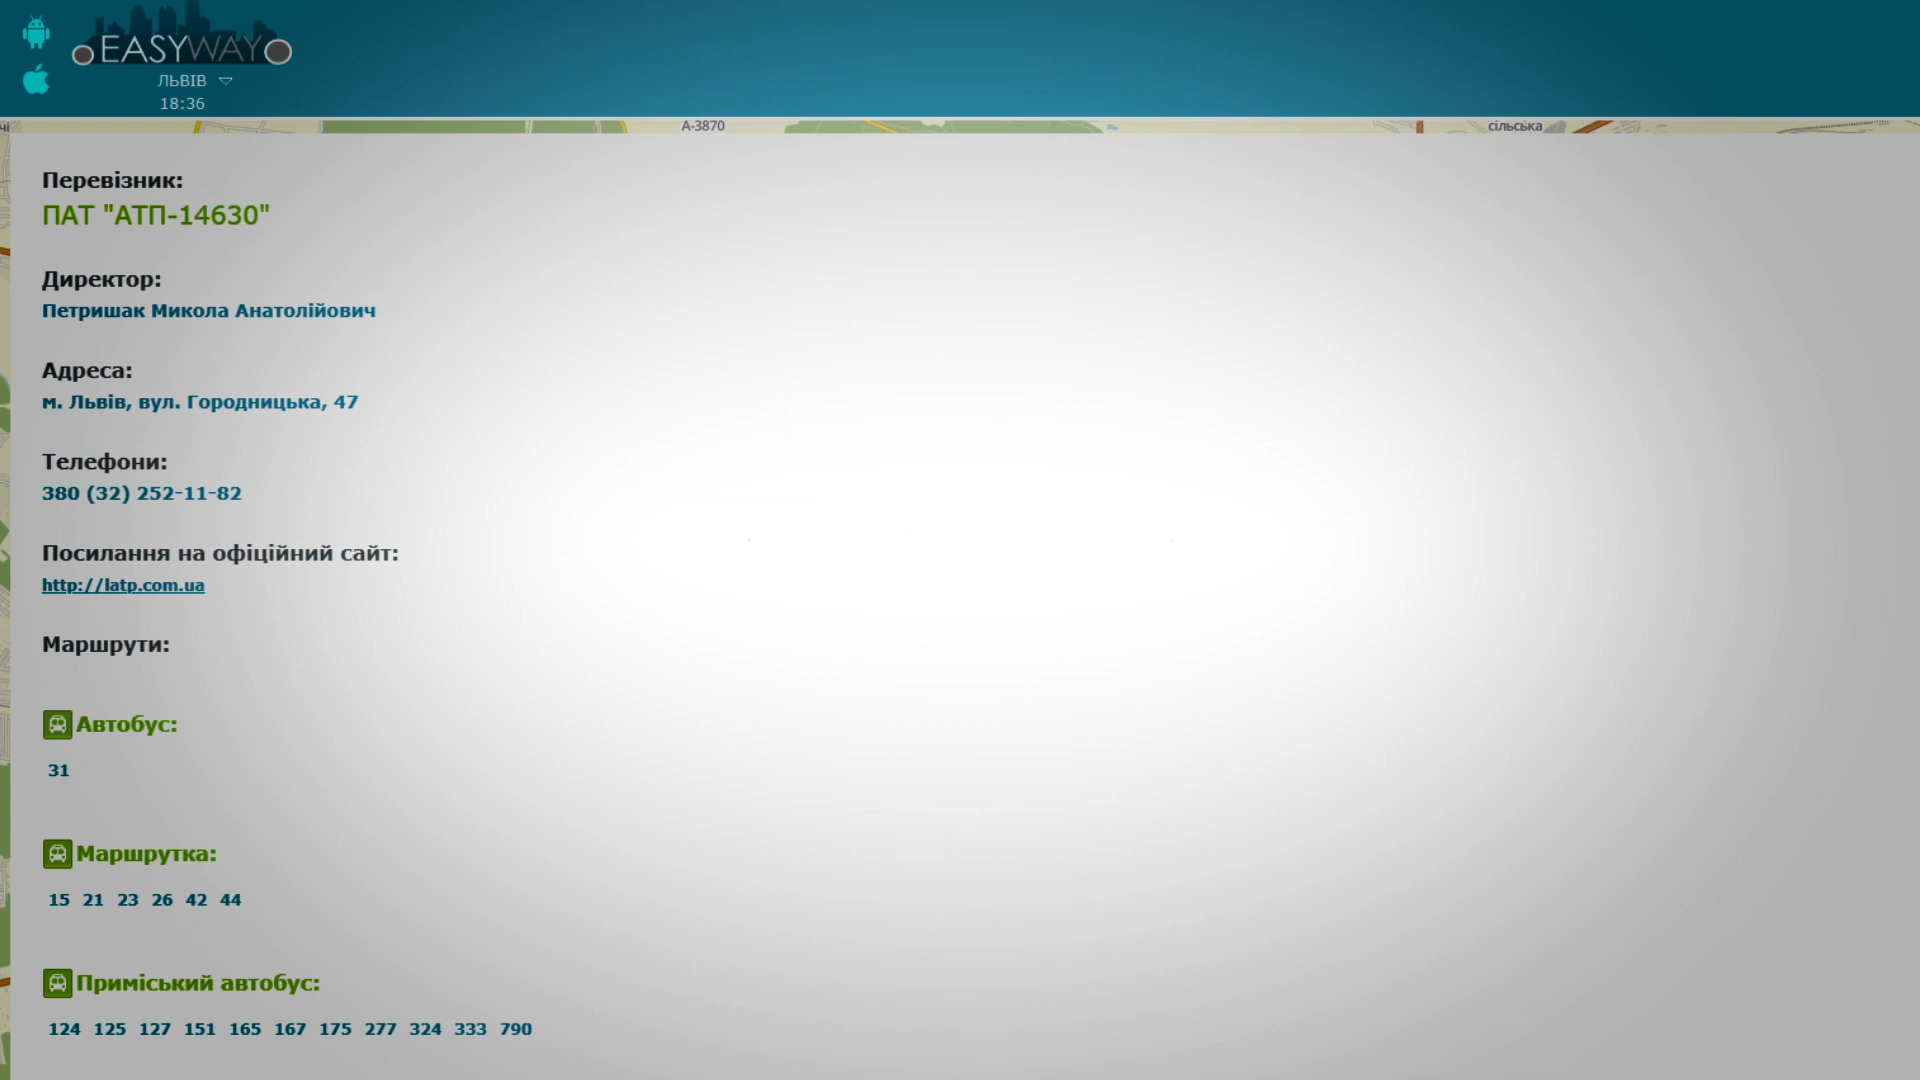 EASYWAY
ЛЬВІВ
18:36
чі
А-3870
сільська
Перевізник:
ПАТ "АТП-14630"
Директор:
Петришак Микола Анатолійович
Адреса:
м. Львів, вул. Городницька, 47
Телефони:
380 (32) 252-11-82
Посилання на офіційний сайт:
http://latp.com.ua
Маршрути:
Автобус:
31
Маршрутка:
15 21 23 26 42 44
Приміський автобус:
124 125 127 151 165 167 175 277 324 333 790